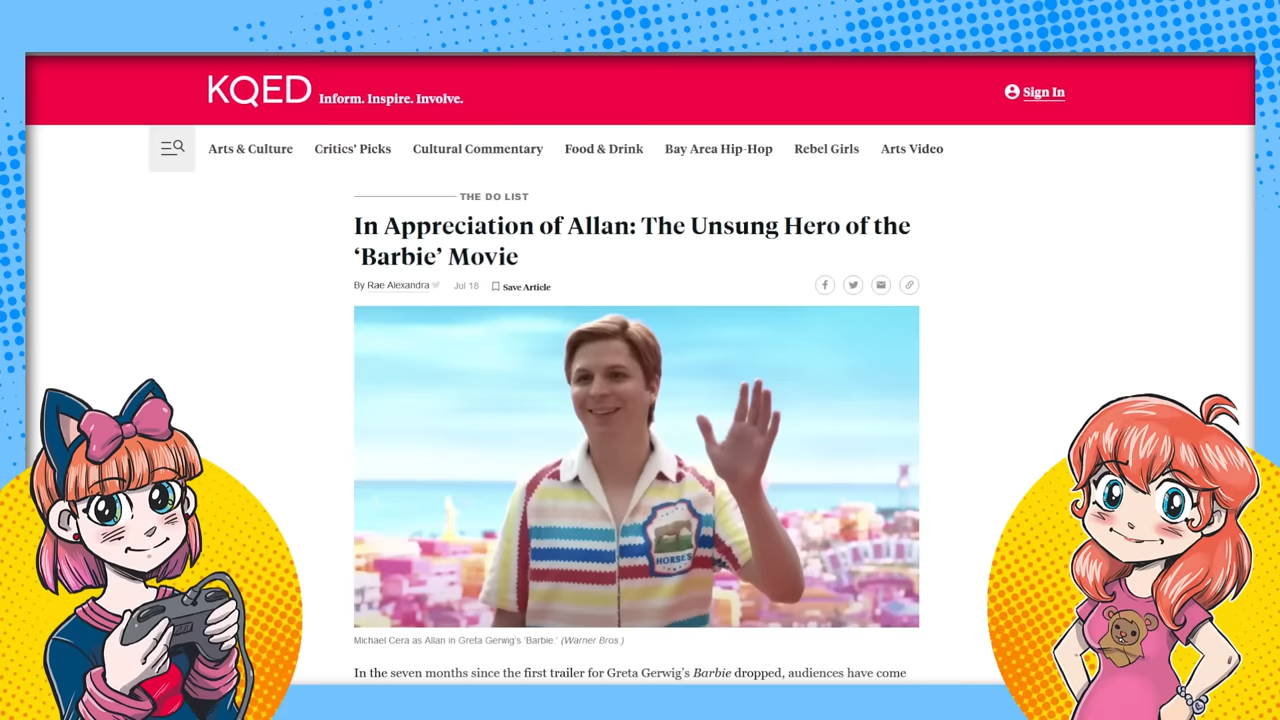 KQED Inform. Inspire. Involve.
Sign In
Arts & Culture Critics' Picks Cultural Commentary Food & Drink Bay Area Hip-Hop Rebel Girls Arts Video
THE DO LIST
In Appreciation of Allan: The Unsung Hero of the
‘Barbie’ Movie
By Rae Alexandra Jul 18 Save Article
HORSES
Michael Cera as Allan in Greta Gerwig's 'Barbie.' (Warner Bros.)
In the seven months since the first trailer for Greta Gerwig's Barbie dropped, audiences have come